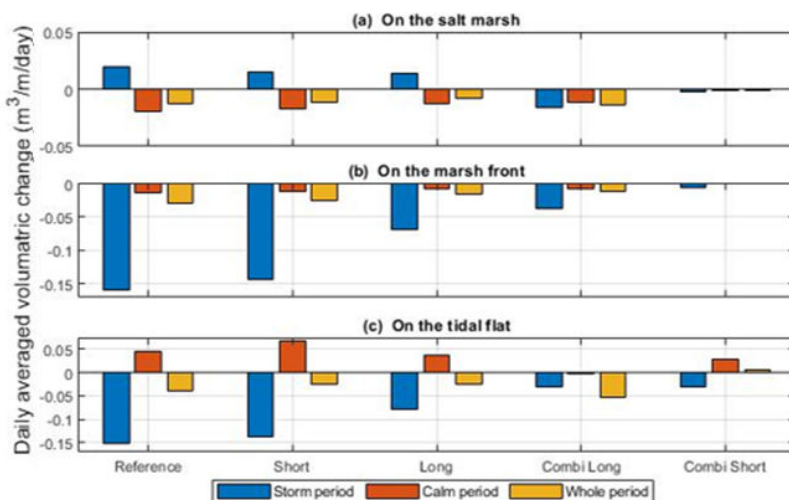 (a) On the salt marsh
0.05
0
-0.05
(b) On the marsh front
0
-0.05
-0.1
-0.15
(c) On the tidal flat
0.05
0
-0.05
-0.1
-0.15
Daily averaged volumatric change (m³/m/day)
Reference Short Long Combi Long Combi Short
Storm period Calm period Whole period